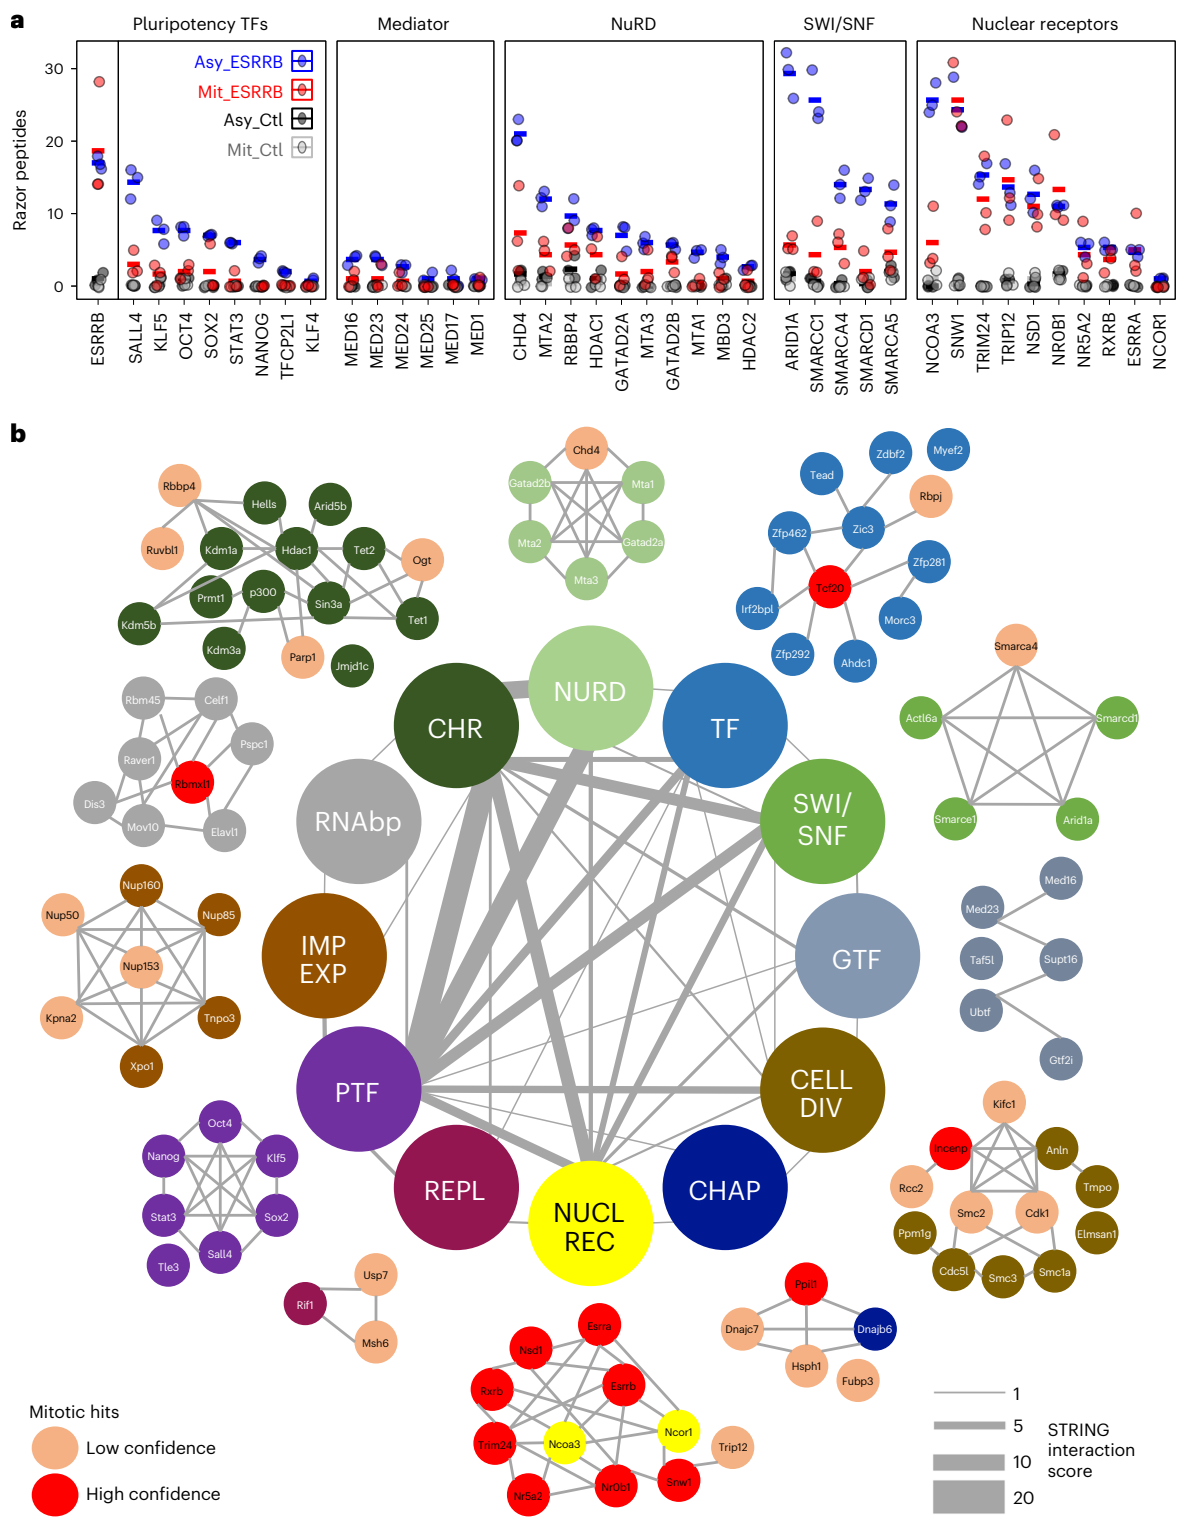 a
Pluripotency TFs
Mediator
NuRD
SWI/SNF
Nuclear receptors
Razor peptides
30
20
10
0
Asy_ESRRB
Mit_ESRRB
Asy_Ctl
Mit_Ctl
ESRRB
SALL4
KLF5
OCT4
SOX2
STAT3
NANOG
TFCP2L1
KLF4
MED16
MED23
MED24
MED25
MED17
MED1
CHD4
MTA2
RBBP4
HDAC1
GATAD2A
MTA3
GATAD2B
MTA1
MBD3
HDAC2
ARID1A
SMARCC1
SMARCA4
SMARCD1
SMARCA5
NCOA3
SNW1
TRIM24
TRIP12
NSD1
NR0B1
NR5A2
RXRB
ESRRA
NCOR1
b
Rbbp4
Hells
Arid5b
Ruvbl1
Kdm1a
Hdac1
Tet2
Ogt
Prmt1
p300
Sin3a
Kdm5b
Tet1
Kdm3a
Parp1
Jmjd1c
Chd4
Gatad2b
Mta1
Mta2
Gatad2a
Mta3
Tead
Zdbf2
Myef2
Rbpj
Zfp462
Zic3
Zfp281
Tcf20
Irf2bpl
Morc3
Zfp292
Ahdc1
Smarca4
Actl6a
Smarcd1
Smarce1
Arid1a
Rbm45
Celf1
Pspc1
Raver1
Rbmxl1
Dis3
Mov10
Elavl1
NURD
CHR
TF
RNAbp
SWI/
SNF
IMP
EXP
GTF
PTF
CELL
DIV
REPL
NUCL
REC
CHAP
Nup160
Nup50
Nup85
Nup153
Kpna2
Tnpo3
Xpo1
Med16
Med23
Taf5l
Supt16
Ubtf
Gtf2i
Oct4
Nanog
Klf5
Stat3
Sox2
Sall4
Tle3
Kifc1
Incenp
Anln
Rcc2
Tmpo
Smc2
Cdk1
Ppm1g
Elmsan1
Cdc5l
Smc3
Smc1a
Usp7
Rif1
Msh6
Ppil1
Dnajc7
Dnajb6
Hsph1
Fubp3
Esrra
Nsd1
Rxrb
Esrrb
Trim24
Ncoa3
Ncor1
Trip12
Nr5a2
Nr0b1
Snw1
Mitotic hits
Low confidence
High confidence
1
5
10
20
STRING
interaction
score